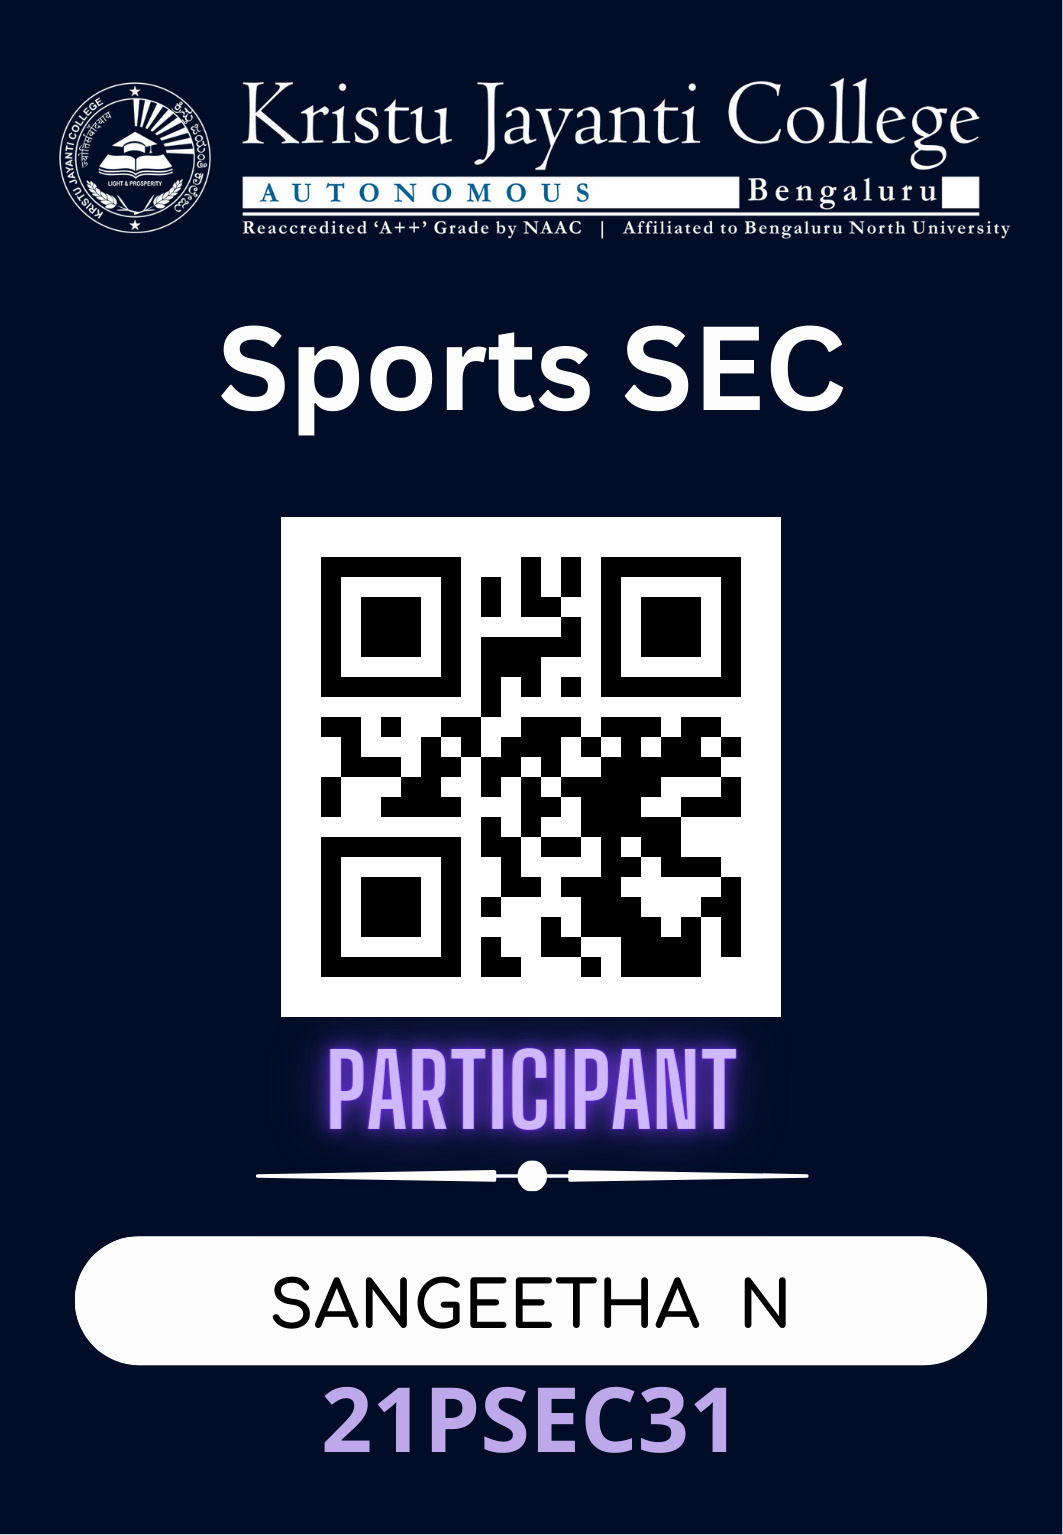 KRISTU JAYANTI COLLEGE
ಕ್ರಿಸ್ತು ಜಯಂತಿ ಕಾಲೇಜು
LIGHT & PROSPERITY
Kristu Jayanti College
AUTONOMOUS Bengaluru
Reaccredited ‘A++’ Grade by NAAC | Affiliated to Bengaluru North University
Sports SEC
PARTICIPANT
SANGEETHA N
21PSEC31